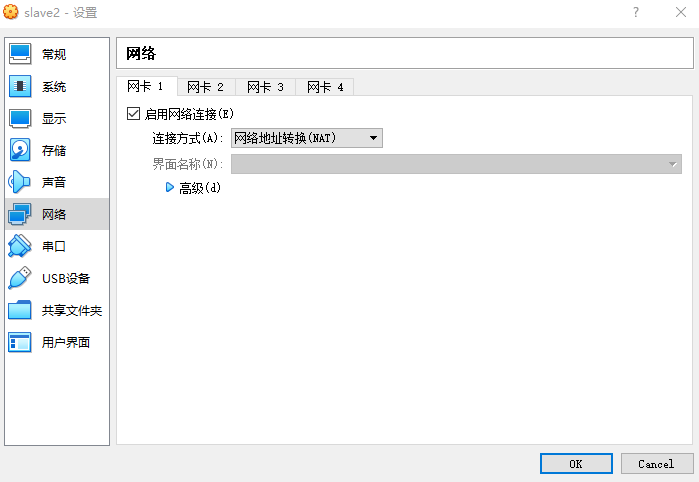 slave2 - 设置
?
常规
系统
显示
存储
声音
网络
串口
USB设备
共享文件夹
用户界面
网络
网卡 1 网卡 2 网卡 3 网卡 4
启用网络连接(E)
连接方式(A): 网络地址转换(NAT)
界面名称(N):
高级(d)
OK Cancel